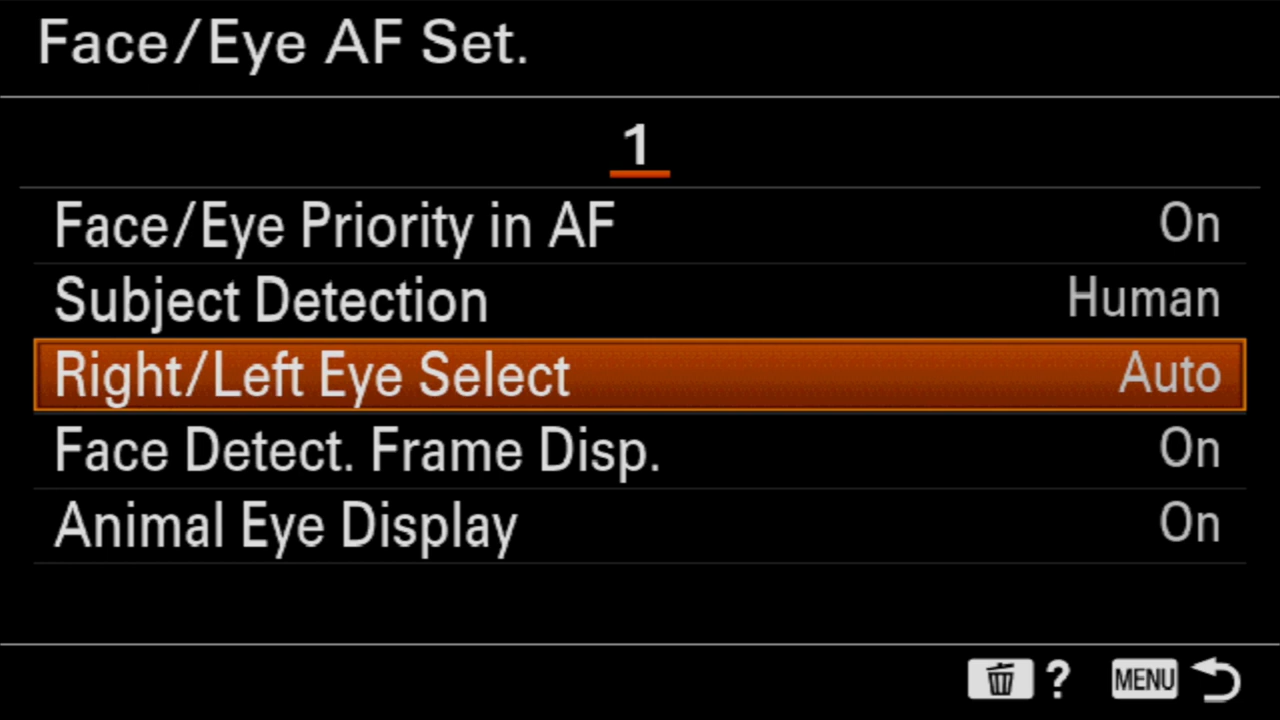 Face/Eye AF Set.
1
Face/Eye Priority in AF On
Subject Detection Human
Right/Left Eye Select Auto
Face Detect. Frame Disp. On
Animal Eye Display On
? MENU